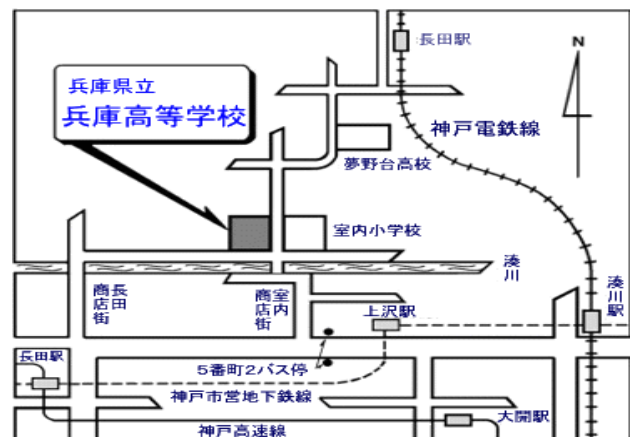 長田駅
N
兵庫県立
兵庫高等学校
神戸電鉄線
夢野台高校
室内小学校
湊川
長田
商店街
室内
商店街
上沢駅
湊川駅
長田駅
5番町2バス停
神戸市営地下鉄線
大開駅
神戸高速線